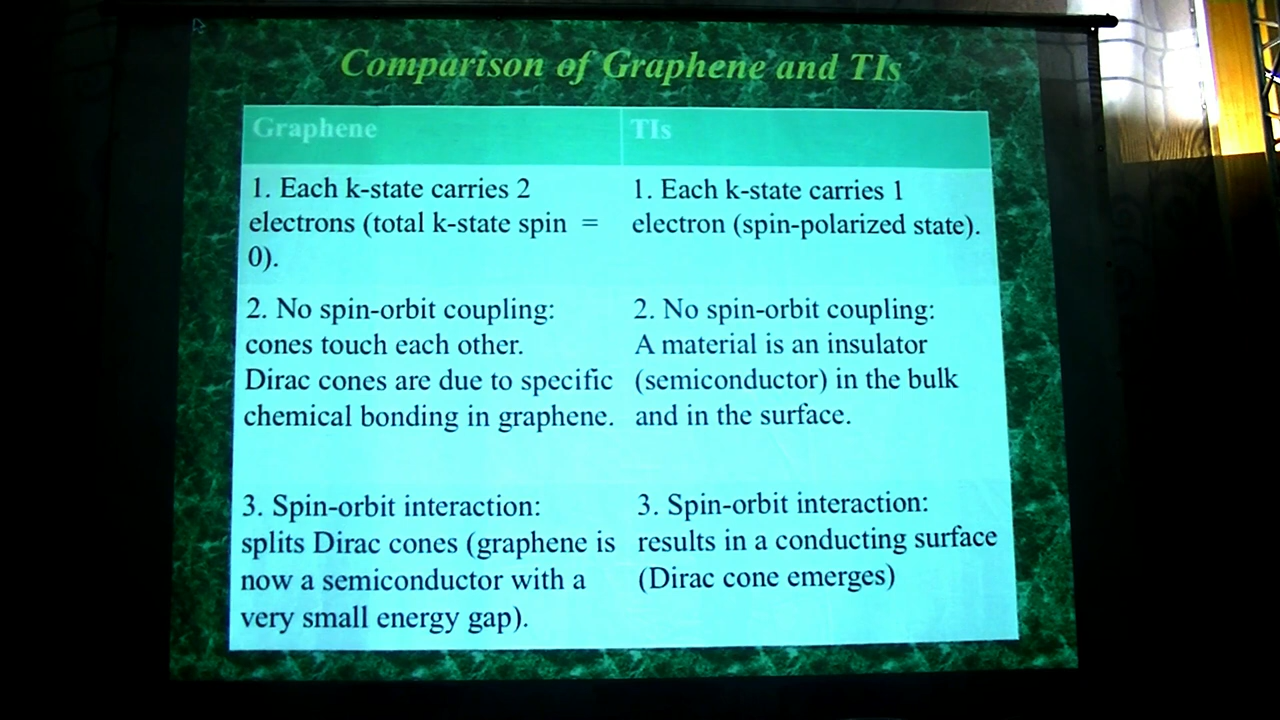 Comparison of Graphene and TIs
Graphene
TIs
1. Each k-state carries 2
electrons (total k-state spin =
0).
1. Each k-state carries 1
electron (spin-polarized state).
2. No spin-orbit coupling:
cones touch each other.
Dirac cones are due to specific
chemical bonding in graphene.
2. No spin-orbit coupling:
A material is an insulator
(semiconductor) in the bulk
and in the surface.
3. Spin-orbit interaction:
splits Dirac cones (graphene is
now a semiconductor with a
very small energy gap).
3. Spin-orbit interaction:
results in a conducting surface
(Dirac cone emerges)